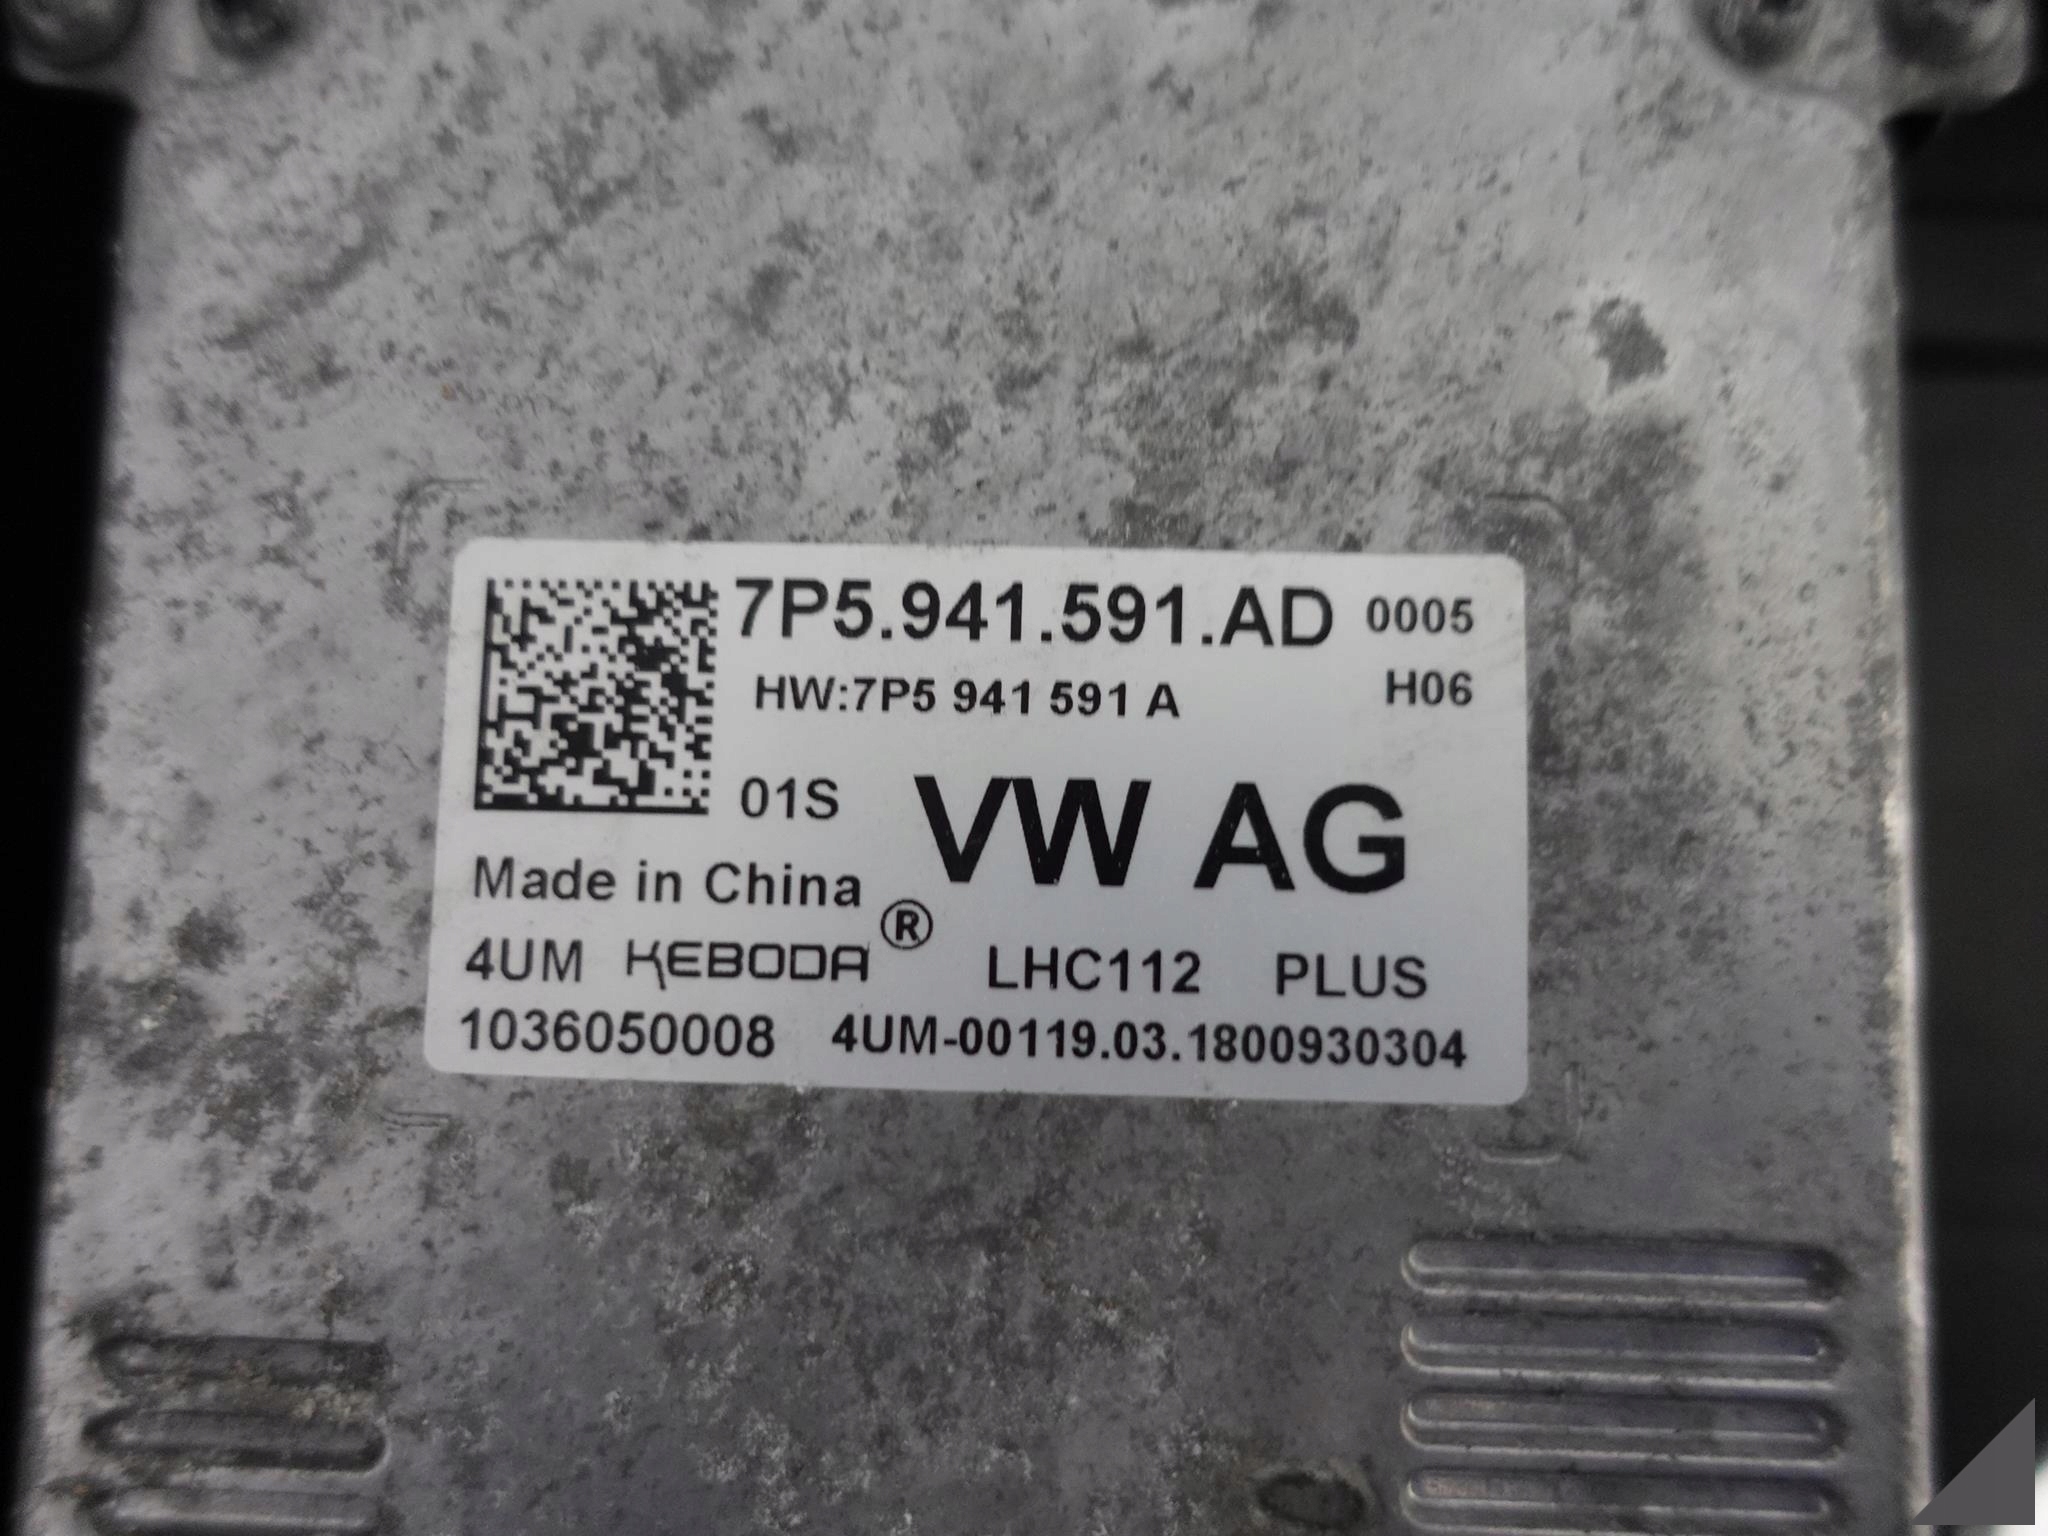 7P5.941.591.AD 0005
HW:7P5 941 591 A H06
01S VW AG
Made in China
4UM KEBODA® LHC112 PLUS
1036050008 4UM-00119.03.1800930304